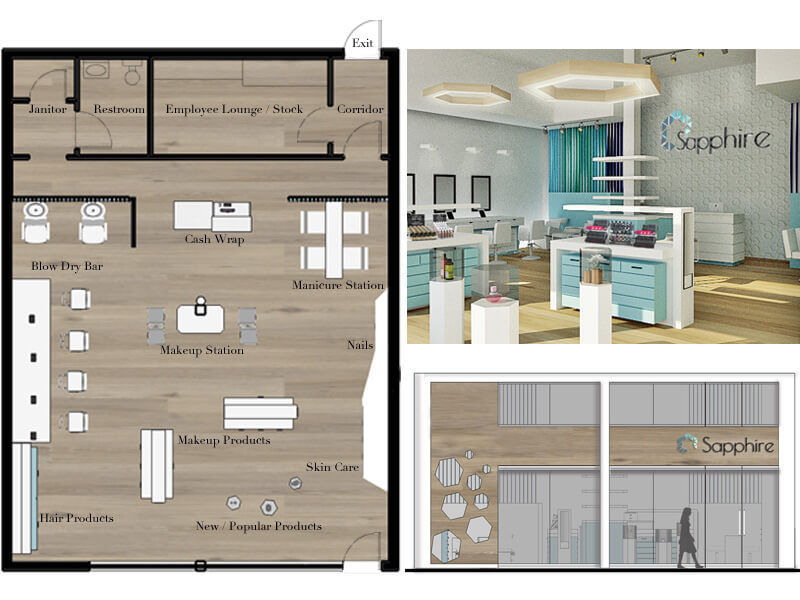 Exit
Janitor
Restroom
Employee Lounge / Stock
Corridor
Cash Wrap
Blow Dry Bar
Manicure Station
Makeup Station
Nails
Makeup Products
Skin Care
Hair Products
New / Popular Products
Sapphire
Sapphire